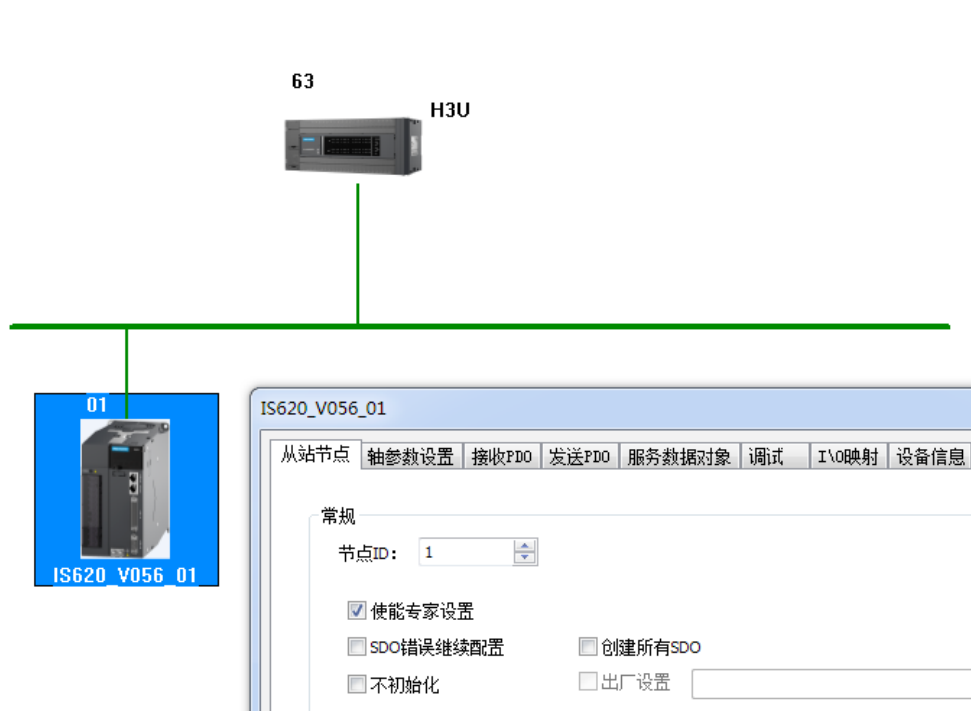 63
H3U
01
IS620_V056_01
IS620_V056_01
从站节点 轴参数设置 接收PDO 发送PDO 服务数据对象 调试 I\O映射 设备信息
常规
节点ID： 1
使能专家设置
SDO错误继续配置 创建所有SDO
不初始化 出厂设置